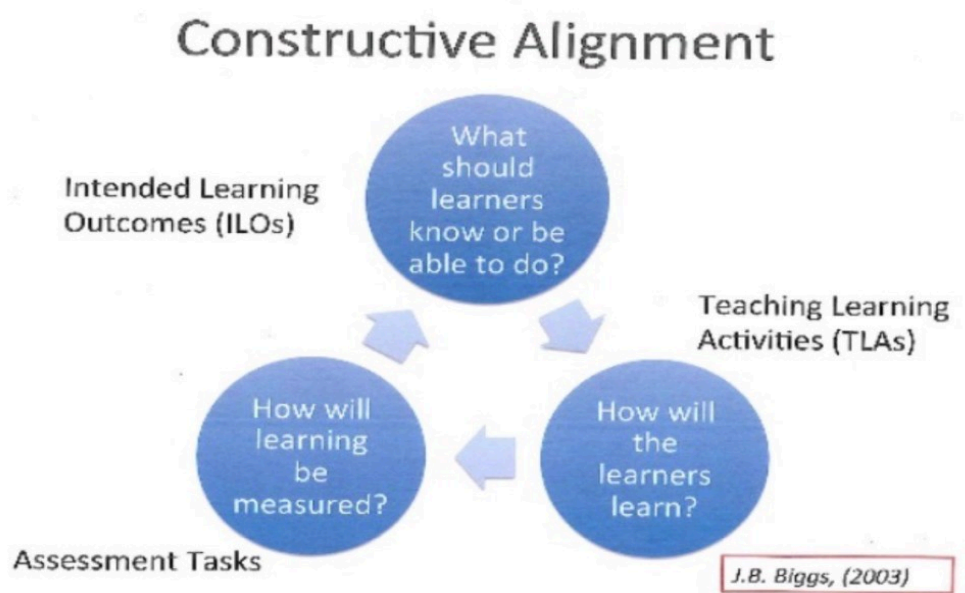 Constructive Alignment
What
should
learners
know or be
able to do?
Intended Learning
Outcomes (ILOs)
Teaching Learning
Activities (TLAs)
How will
the
learners
learn?
How will
learning
be
measured?
Assessment Tasks
J.B. Biggs, (2003)